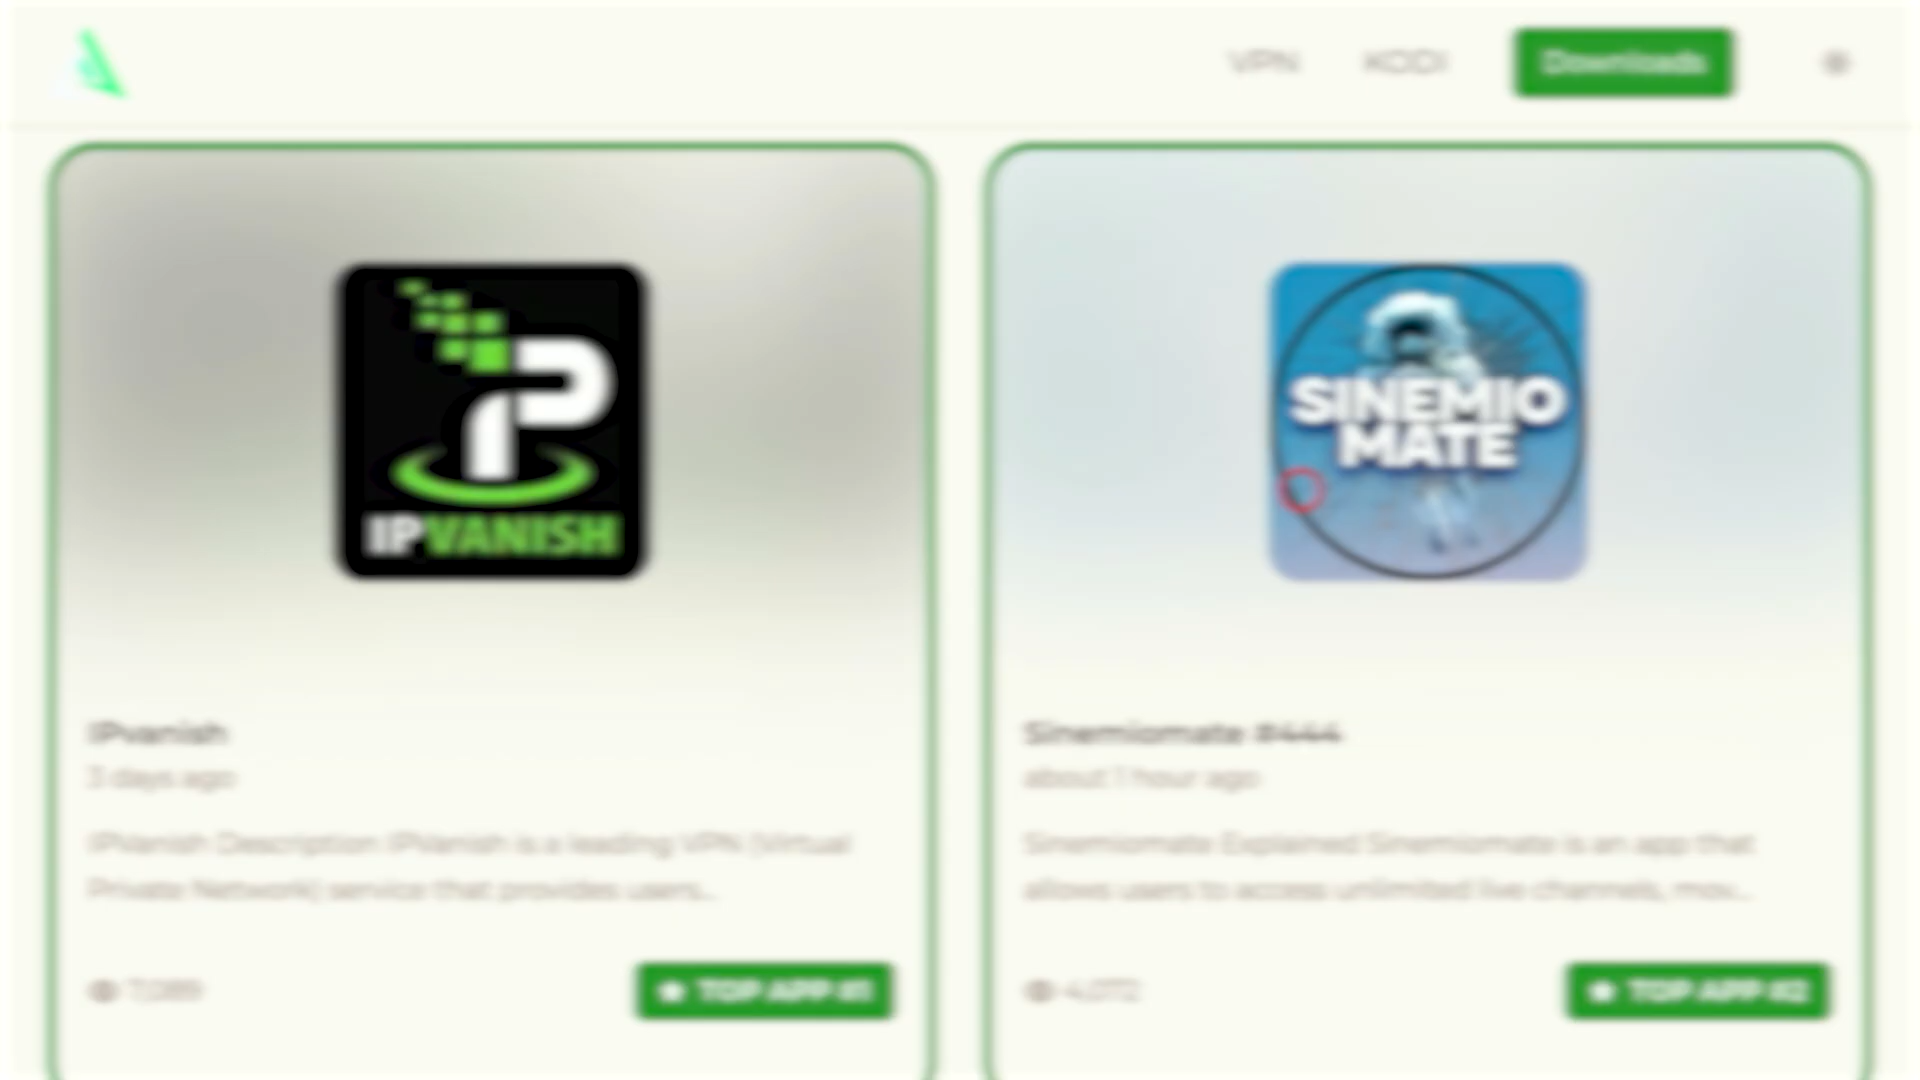 VPN
KODI
Downloads
IPVANISH
SINEMIO
MATE
IPvanish
3 days ago
IPVanish Description IPVanish is a leading VPN (Virtual
Private Network) service that provides users...
TOP APP #1
Sinemiomate #444
about 1 hour ago
Sinemiomate Explained Sinemiomate is an app that
allows users to access unlimited live channels, mov...
TOP APP #2